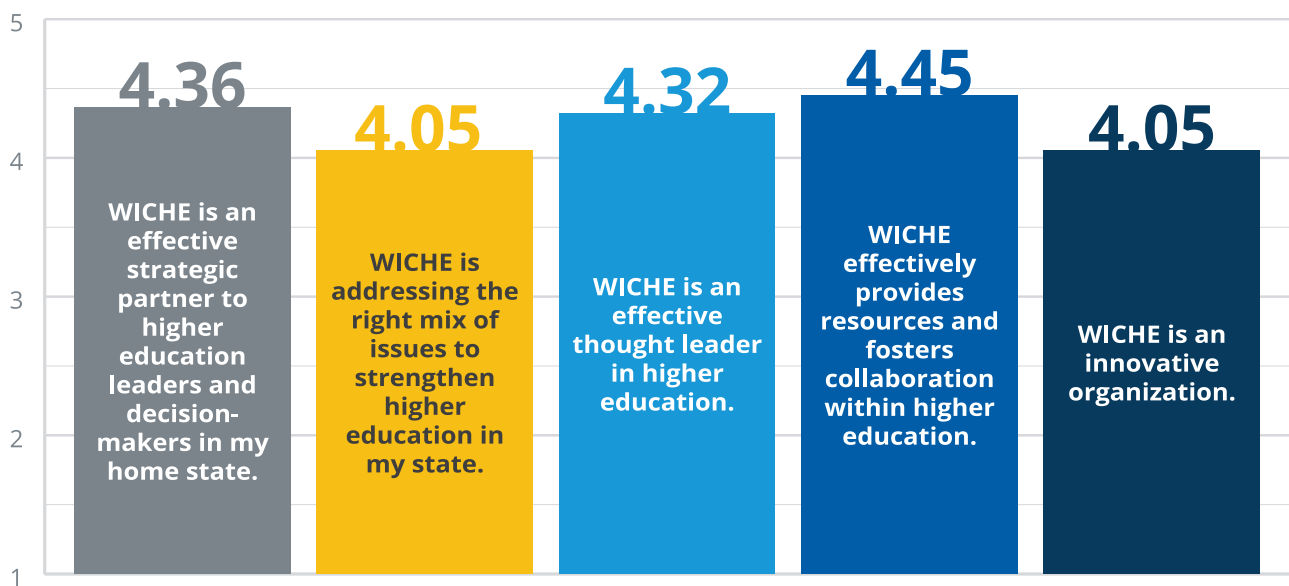 5
4
3
2
1
4.36
WICHE is an
effective
strategic
partner to
higher
education
leaders and
decision-
makers in my
home state.
4.05
WICHE is
addressing the
right mix of
issues to
strengthen
higher
education in
my state.
4.32
WICHE is an
effective
thought leader
in higher
education.
4.45
WICHE
effectively
provides
resources and
fosters
collaboration
within higher
education.
4.05
WICHE is an
innovative
organization.